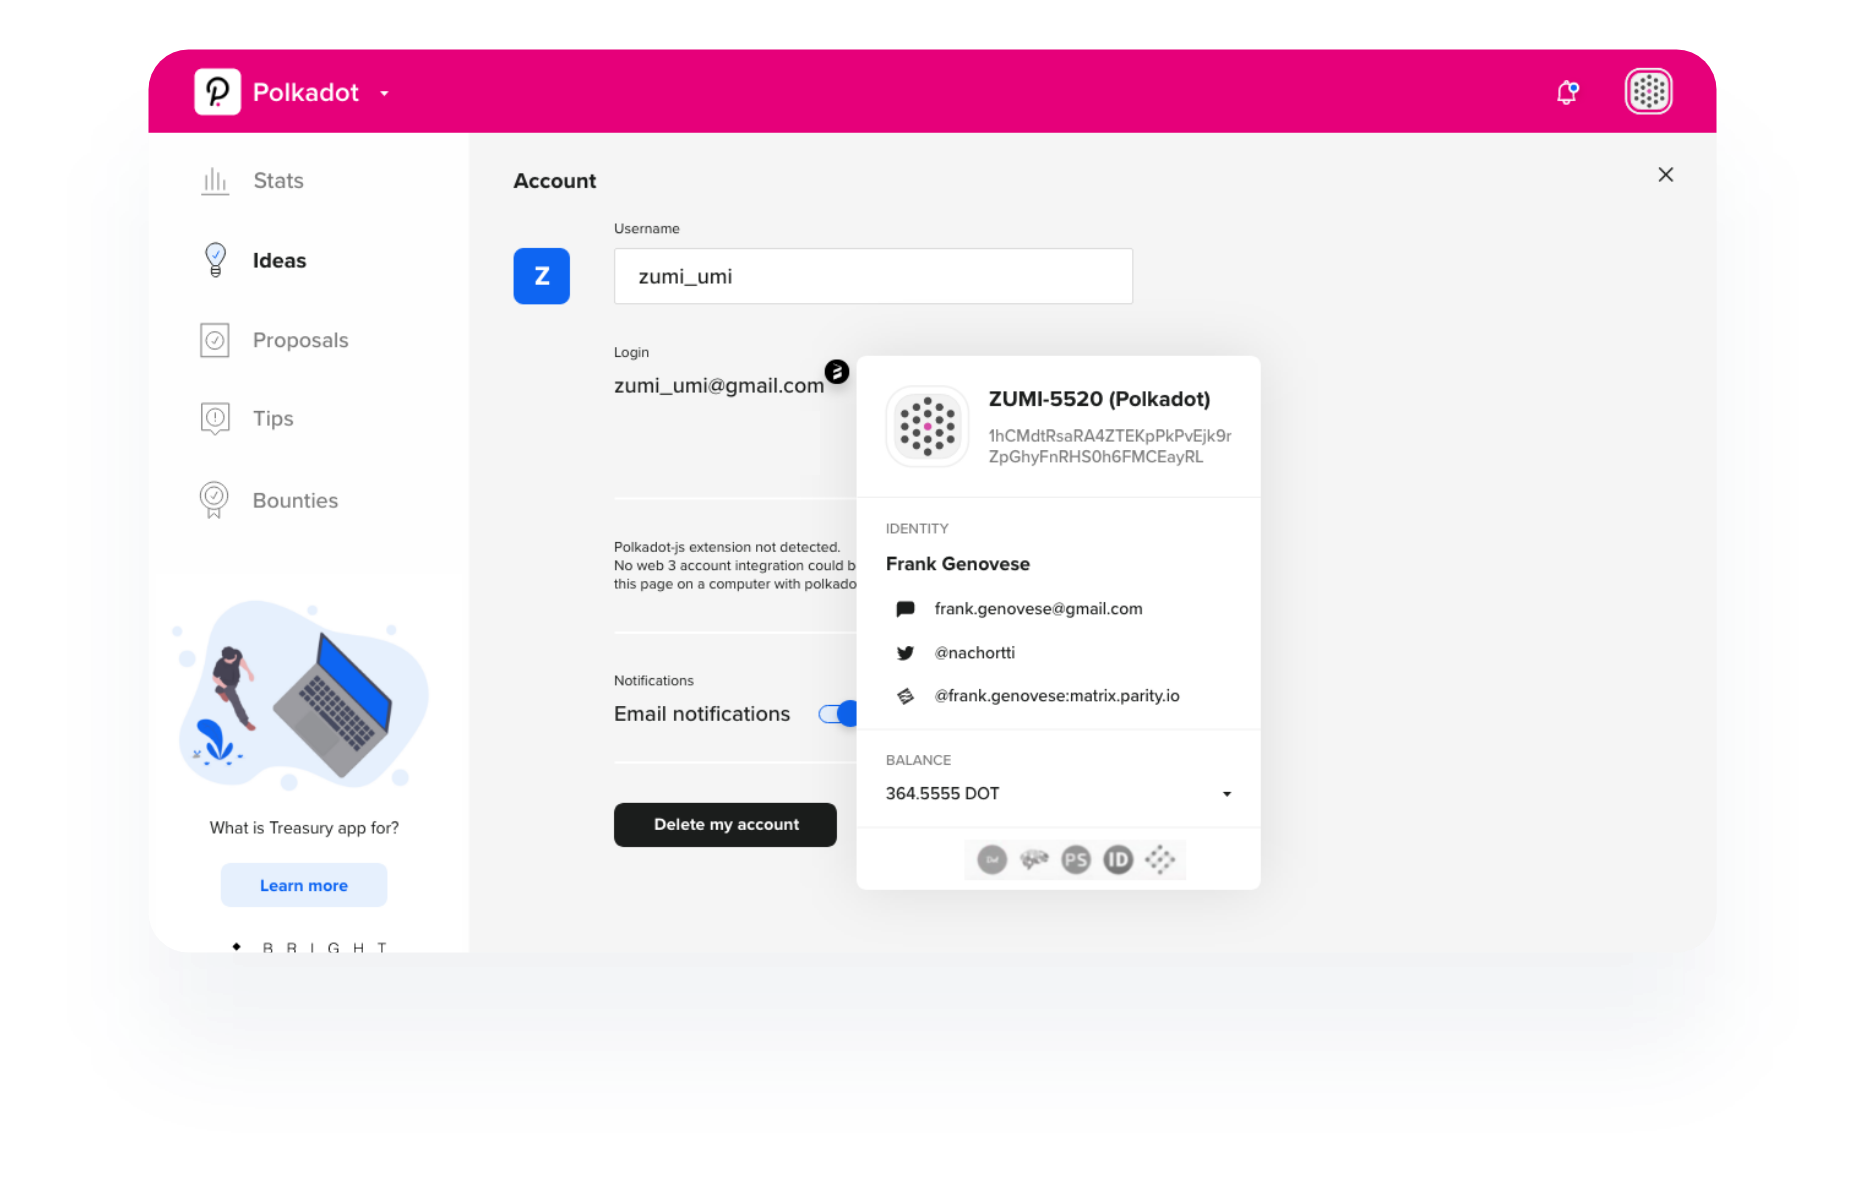 Polkadot
Stats
Ideas
Proposals
Tips
Bounties
What is Treasury app for?
Learn more
BRIGHT
Account
Username
Z
zumi_umi
Login
zumi_umi@gmail.com
Polkadot-js extension not detected.
No web 3 account integration could b
this page on a computer with polkado
Notifications
Email notifications
Delete my account
ZUMI-5520 (Polkadot)
1hCMdtRsaRA4ZTEKpPkPvEjk9r
ZpGhyFnRHS0h6FMCEayRL
IDENTITY
Frank Genovese
frank.genovese@gmail.com
@nachortti
@frank.genovese:matrix.parity.io
BALANCE
364.5555 DOT
PS ID